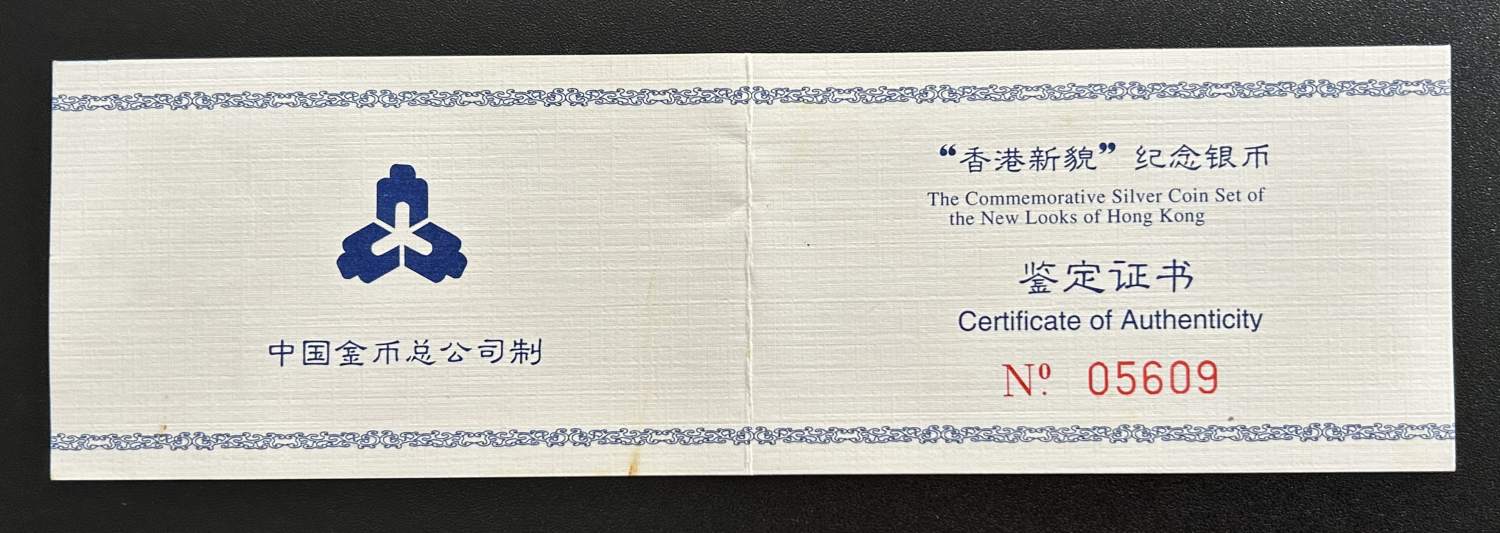 中国金币总公司制
“香港新貌”纪念银币
The Commemorative Silver Coin Set of
the New Looks of Hong Kong
鉴定证书
Certificate of Authenticity
Nº. 05609